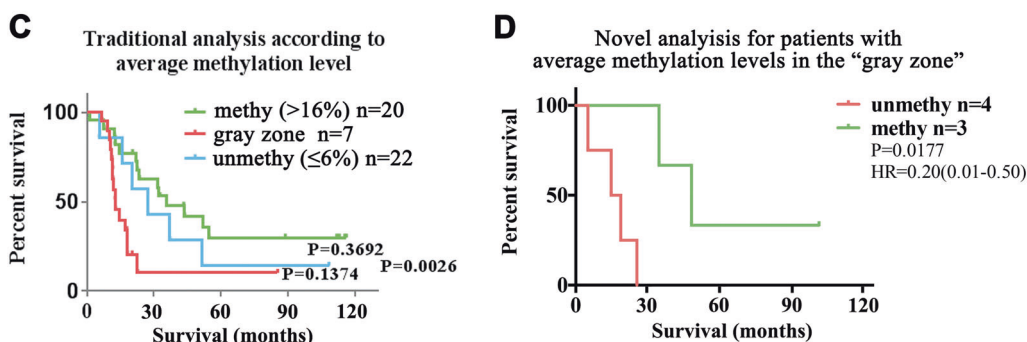 C
Traditional analysis according to
average methylation level
Percent survival
100
50
0
methy (>16%) n=20
gray zone n=7
unmethy (≤6%) n=22
P=0.3692
P=0.1374
P=0.0026
0 30 60 90 120
Survival (months)
D
Novel analyisis for patients with
average methylation levels in the “gray zone”
Percent survival
100
50
0
unmethy n=4
methy n=3
P=0.0177
HR=0.20(0.01-0.50)
0 30 60 90 120
Survival (months)